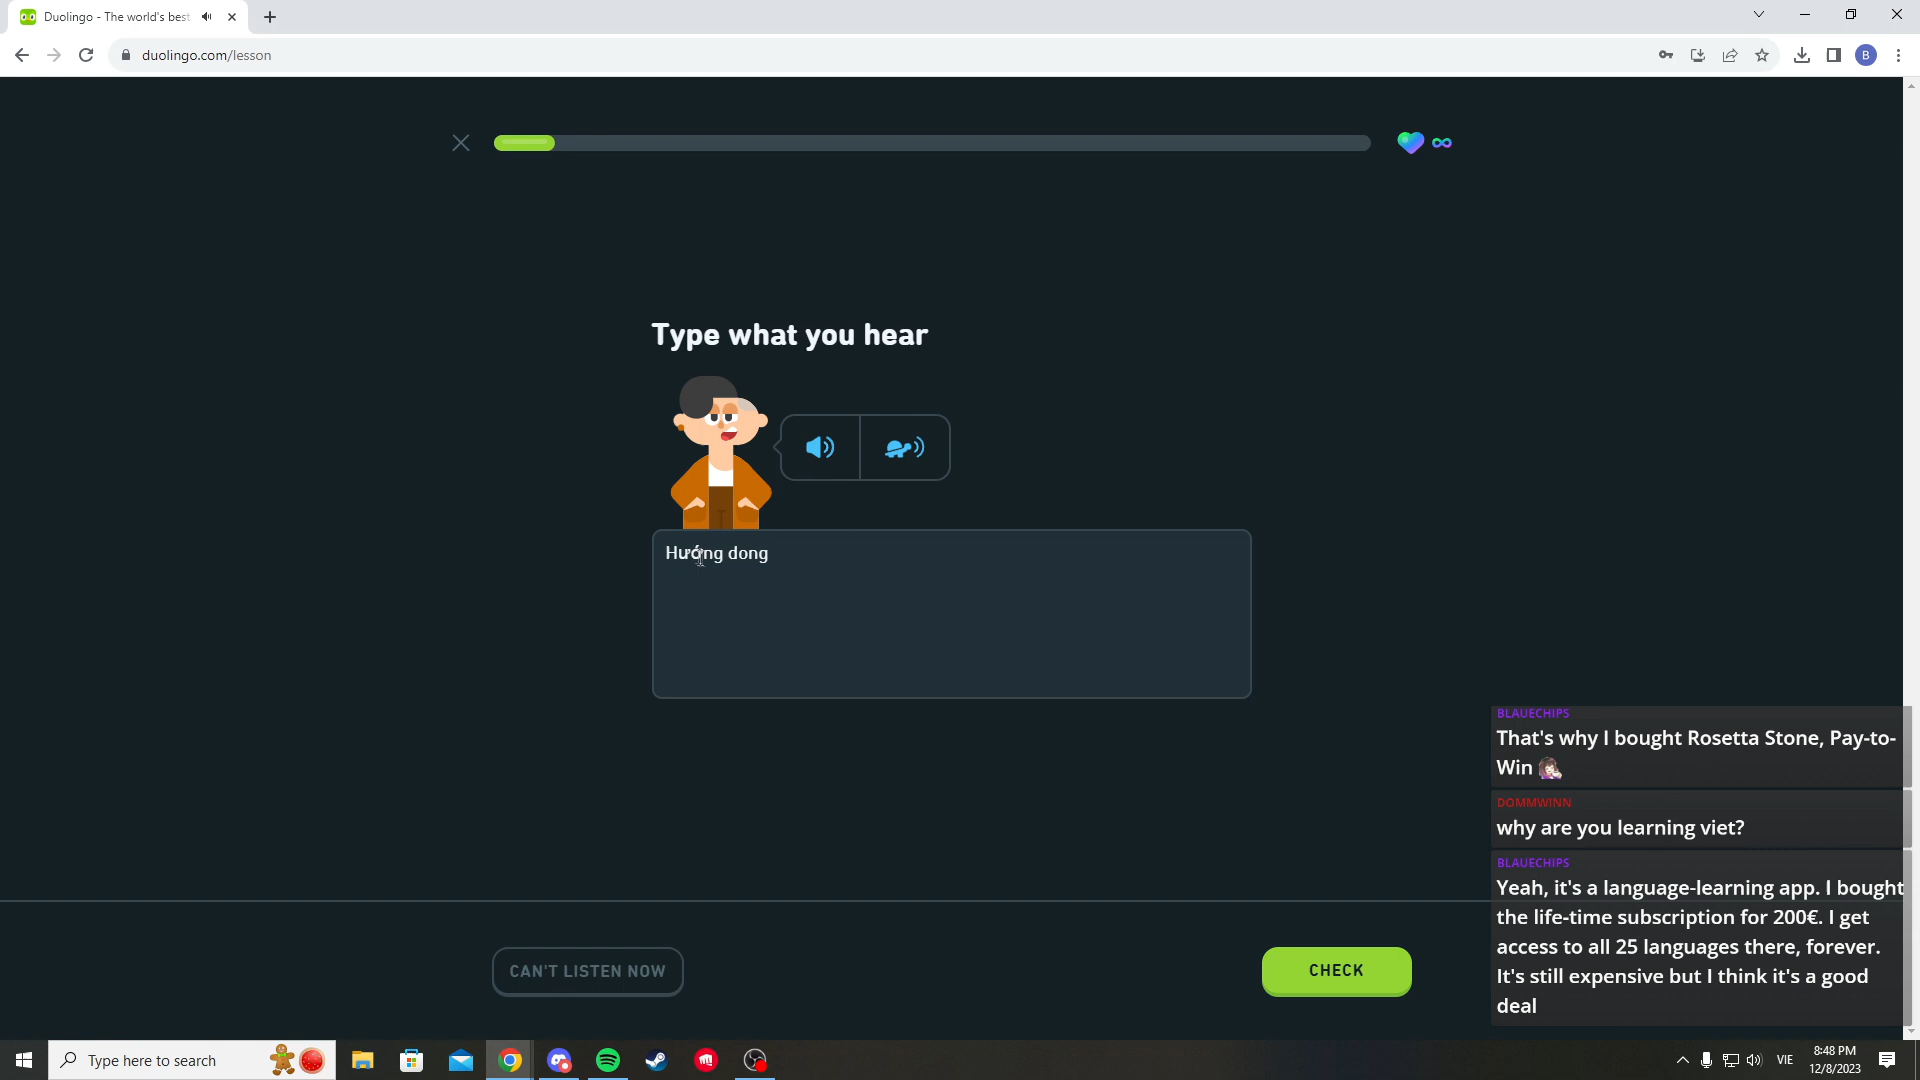 Duolingo - The world's best
duolingo.com/lesson
B
Type what you hear
Hướng dong
BLAUECHIPS
That's why I bought Rosetta Stone, Pay-to-
Win
DOMMWINN
why are you learning viet?
BLAUECHIPS
Yeah, it's a language-learning app. I bought
the life-time subscription for 200€. I get
access to all 25 languages there, forever.
It's still expensive but I think it's a good
deal
CAN'T LISTEN NOW
CHECK
Type here to search
VIE
8:48 PM
12/8/2023